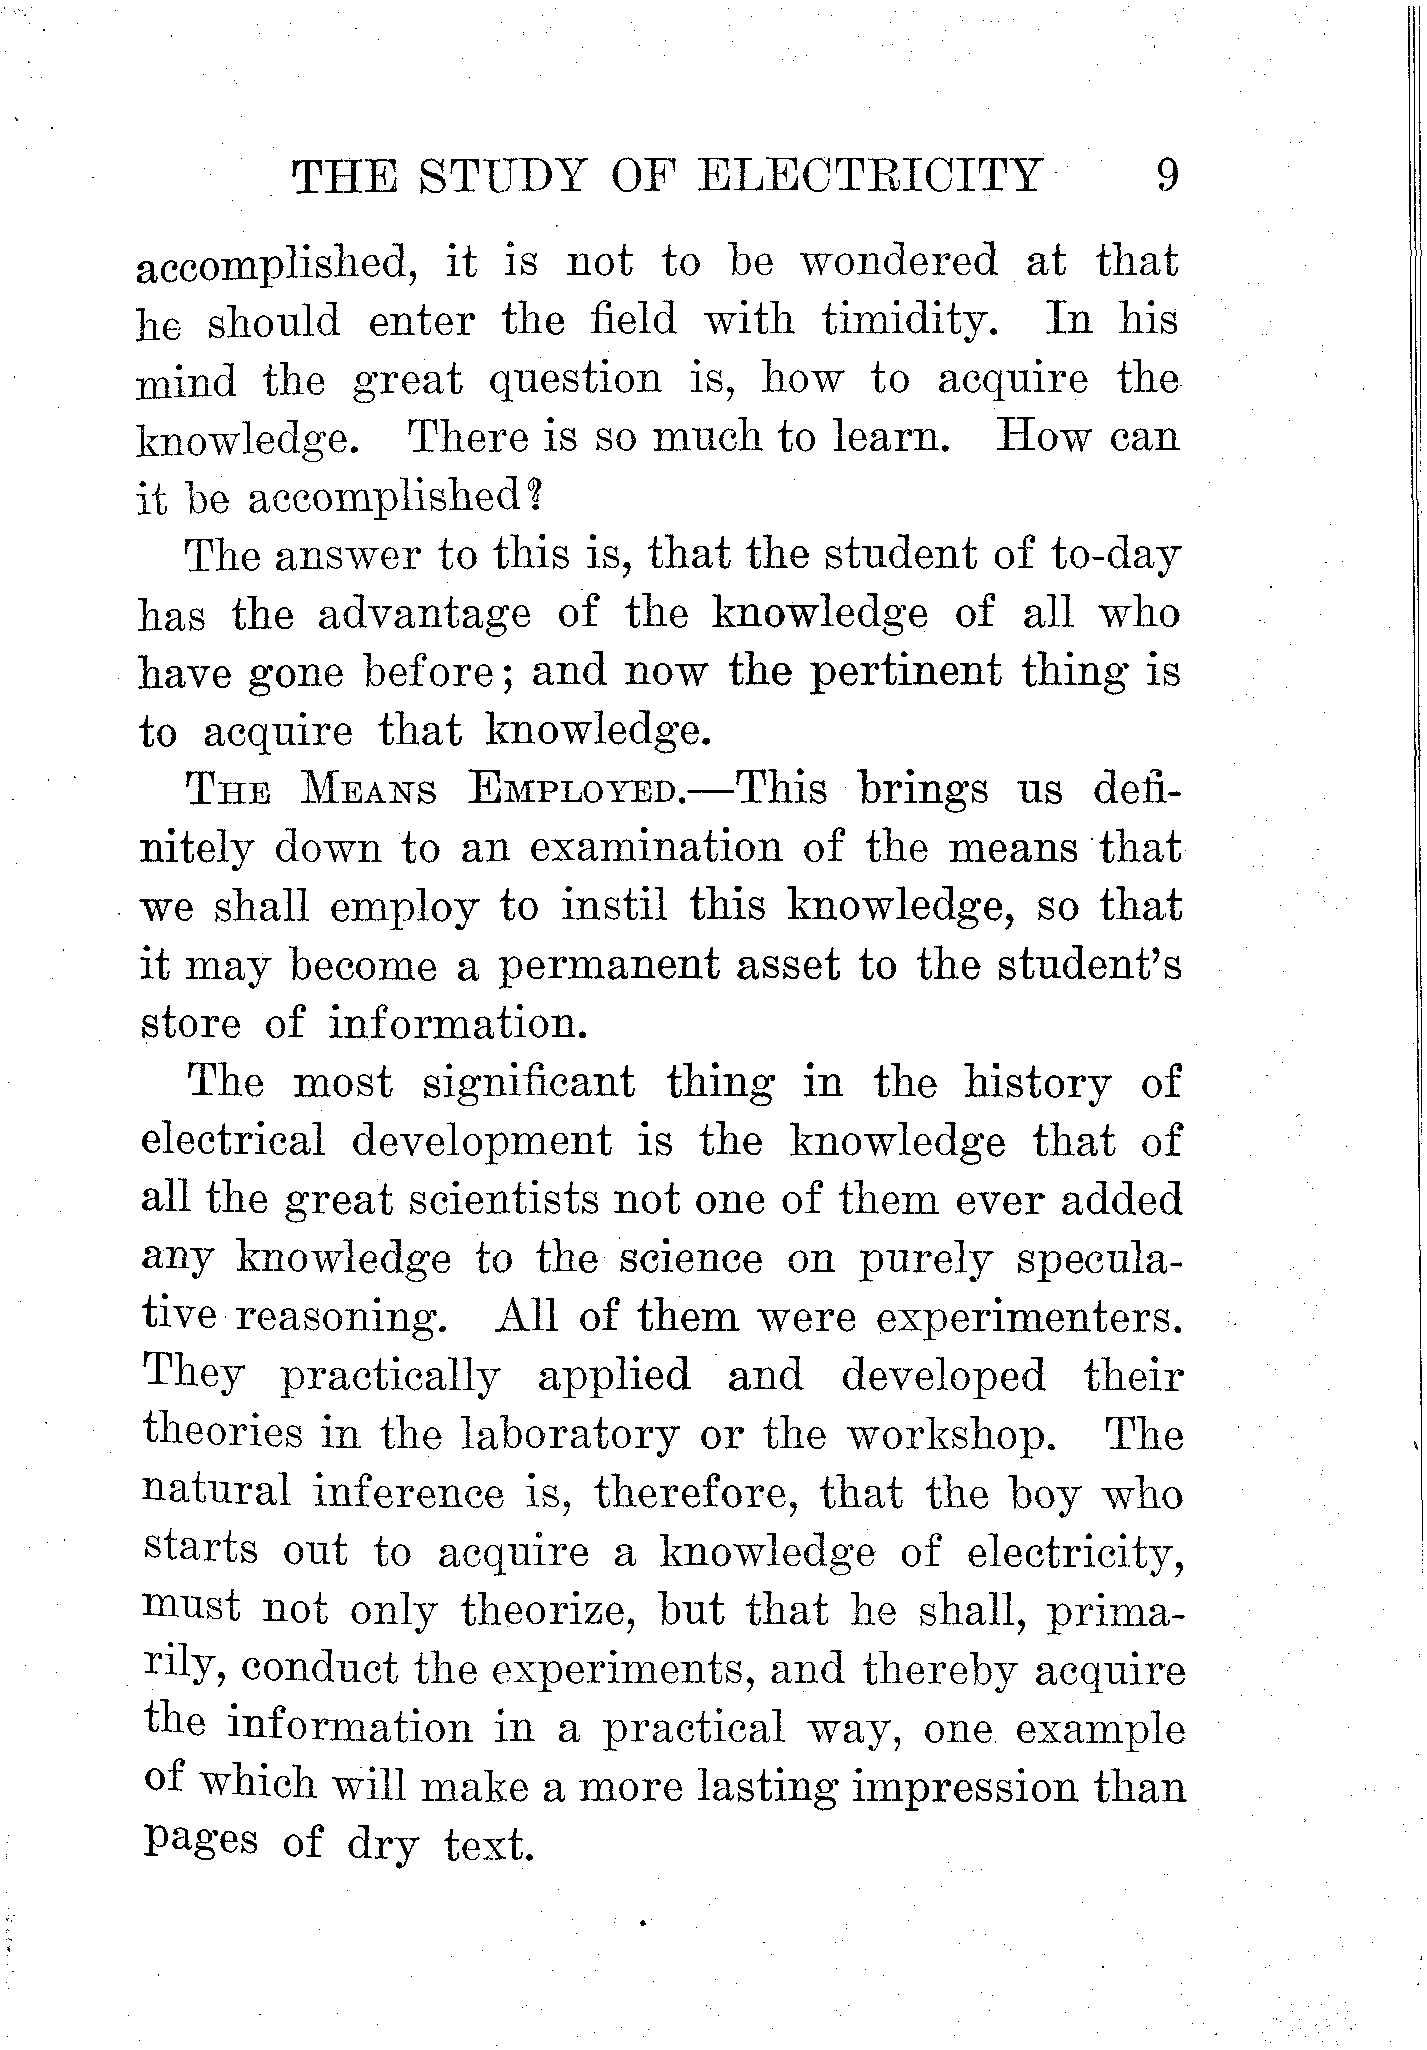 THE STUDY OF ELECTRICITY 9
accomplished, it is not to be wondered at that
he should enter the field with timidity. In his
mind the great question is, how to acquire the
knowledge. There is so much to learn. How can
it be accomplished?
The answer to this is, that the student of to-day
has the advantage of the knowledge of all who
have gone before; and now the pertinent thing is
to acquire that knowledge.
The Means Employed.—This brings us defi-
nitely down to an examination of the means that
we shall employ to instil this knowledge, so that
it may become a permanent asset to the student's
store of information.
The most significant thing in the history of
electrical development is the knowledge that of
all the great scientists not one of them ever added
any knowledge to the science on purely specula-
tive reasoning. All of them were experimenters.
They practically applied and developed their
theories in the laboratory or the workshop. The
natural inference is, therefore, that the boy who
starts out to acquire a knowledge of electricity,
must not only theorize, but that he shall, prima-
rily, conduct the experiments, and thereby acquire
the information in a practical way, one example
of which will make a more lasting impression than
pages of dry text.